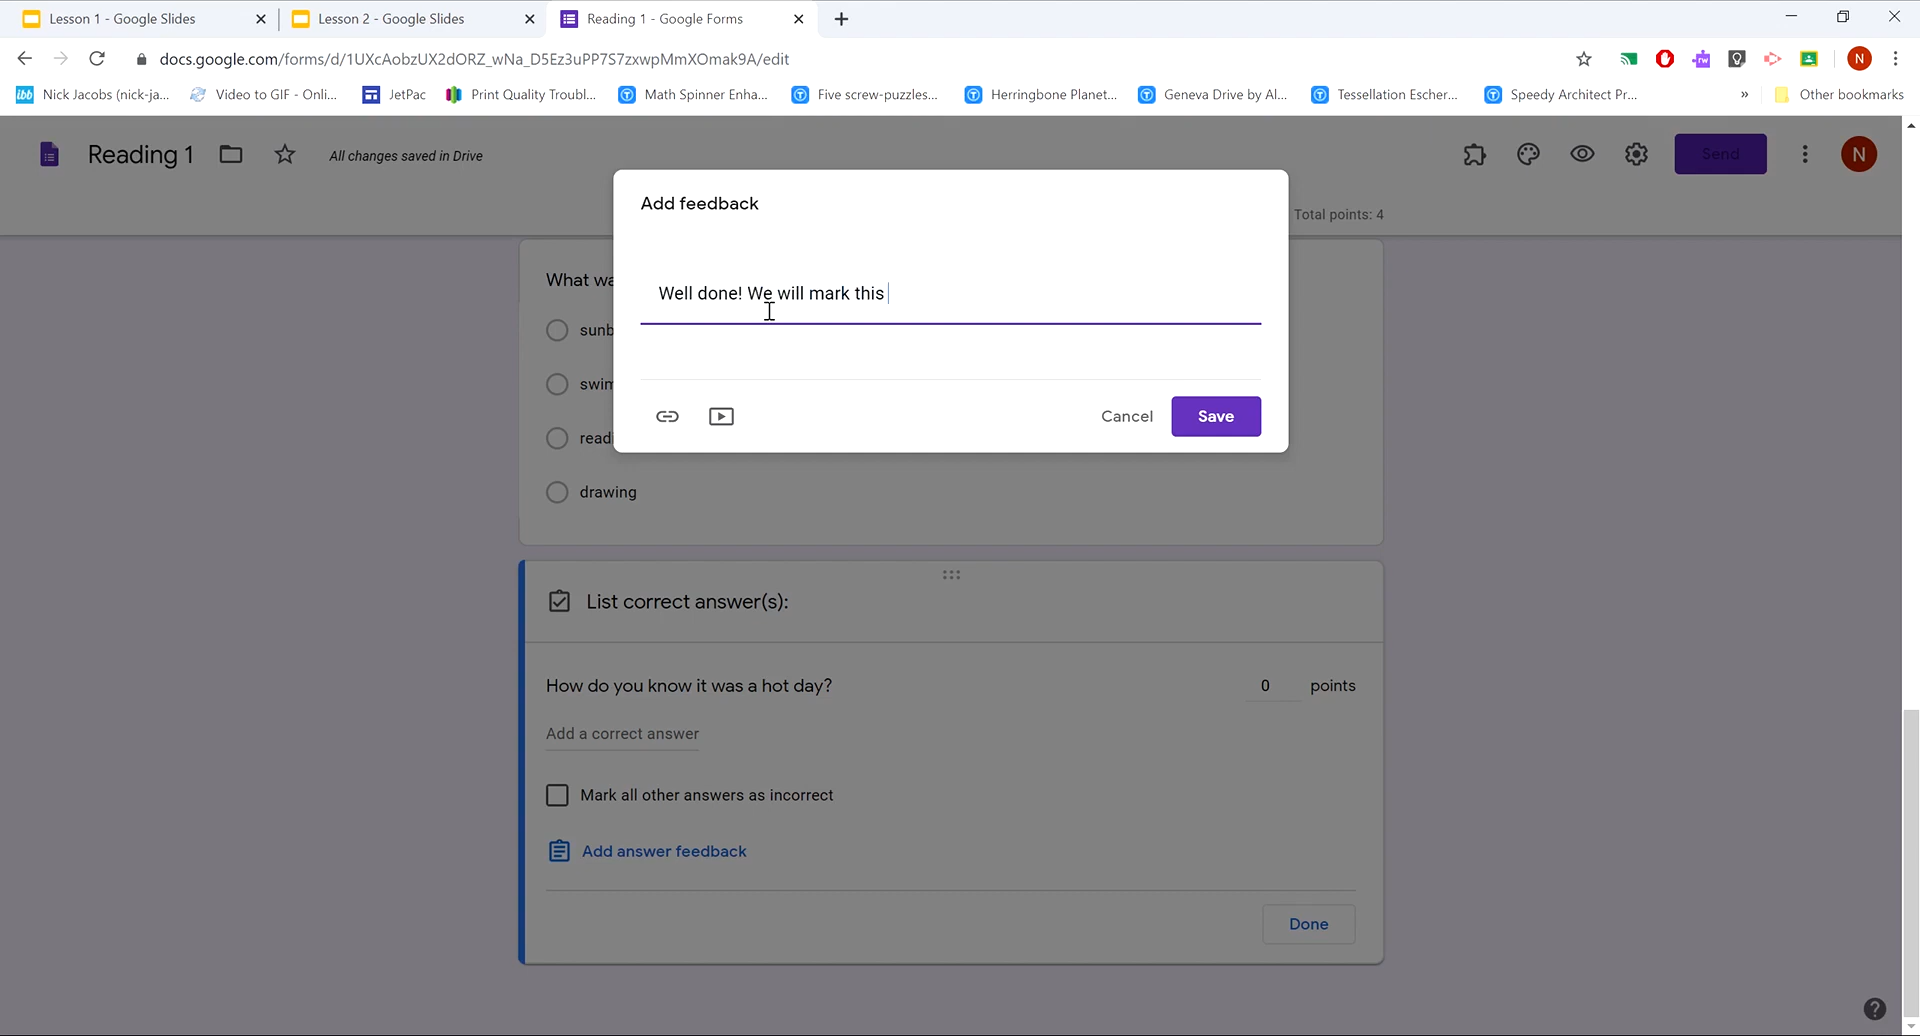 Lesson 1 - Google Slides
Lesson 2 - Google Slides
Reading 1 - Google Forms
docs.google.com/forms/d/1UXcAobzUX2dORZ_wNa_D5Ez3uPP7S7zxwpMmXOmak9A/edit
N
ibb
Nick Jacobs (nick-ja...
Video to GIF - Onli...
JetPac
Print Quality Troubl...
Math Spinner Enha...
Five screw-puzzles...
Herringbone Planet...
Geneva Drive by Al...
Tessellation Escher...
Speedy Architect Pr...
»
Other bookmarks
Reading 1
All changes saved in Drive
Send
N
Total points: 4
Add feedback
Well done! We will mark this
Cancel
Save
What wa
sunb
swim
readi
drawing
List correct answer(s):
How do you know it was a hot day?
0 points
Add a correct answer
Mark all other answers as incorrect
Add answer feedback
Done